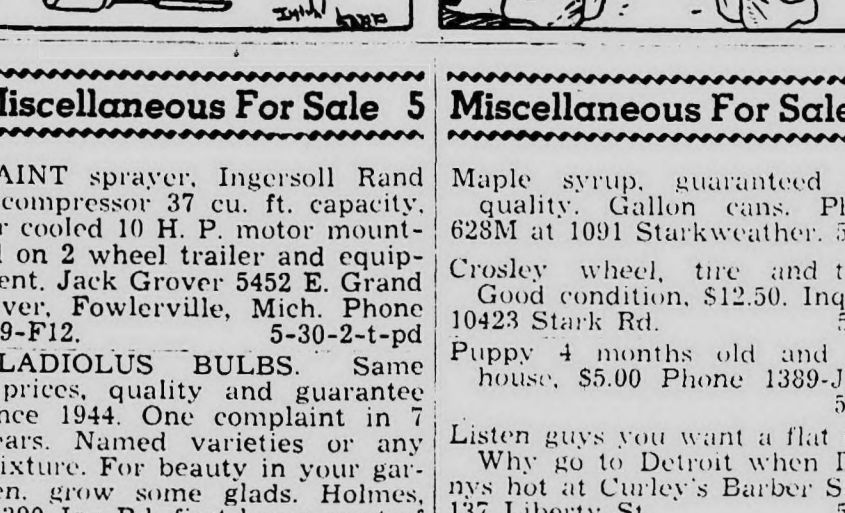 Miscellaneous For Sale 5
AINT sprayer, Ingersoll Rand
compressor 37 cu. ft. capacity,
r cooled 10 H. P. motor mount-
on 2 wheel trailer and equip-
ent. Jack Grover 5452 E. Grand
ver, Fowlerville, Mich. Phone
9-F12. 5-30-2-t-pd
LADIOLUS BULBS. Same
prices, quality and guarantee
nce 1944. One complaint in 7
ears. Named varieties or any
ixture. For beauty in your gar-
en, grow some glads. Holmes,
Miscellaneous For Sale
Maple syrup, guaranteed
quality. Gallon cans. Ph
628M at 1091 Starkweather. 5
Crosley wheel, tire and t
Good condition, $12.50. Inq
10423 Stark Rd. 5
Puppy 4 months old and
house, $5.00 Phone 1389-J
5
Listen guys you want a flat
Why go to Detroit when D
nys hot at Curley's Barber S
137 Liberty St.